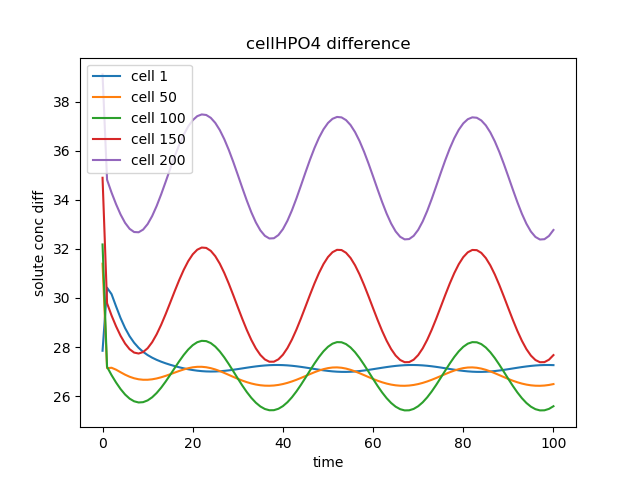 cellHPO4 difference
cell 1
cell 50
cell 100
cell 150
cell 200
38
36
34
32
30
28
26
solute conc diff
0
20
40
60
80
100
time